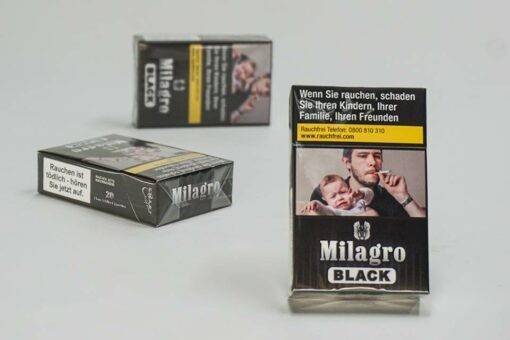 Milagro
BLACK
Wenn Sie rauchen, schaden
Sie Ihren Kindern, Ihrer
Familie, Ihren Freunden
Rauchfrei Telefon: 0800 810 310
www.rauchfrei.com
Milagro
BLACK
Rauchen ist
tödlich - hören
Sie jetzt auf.
20
Milagro